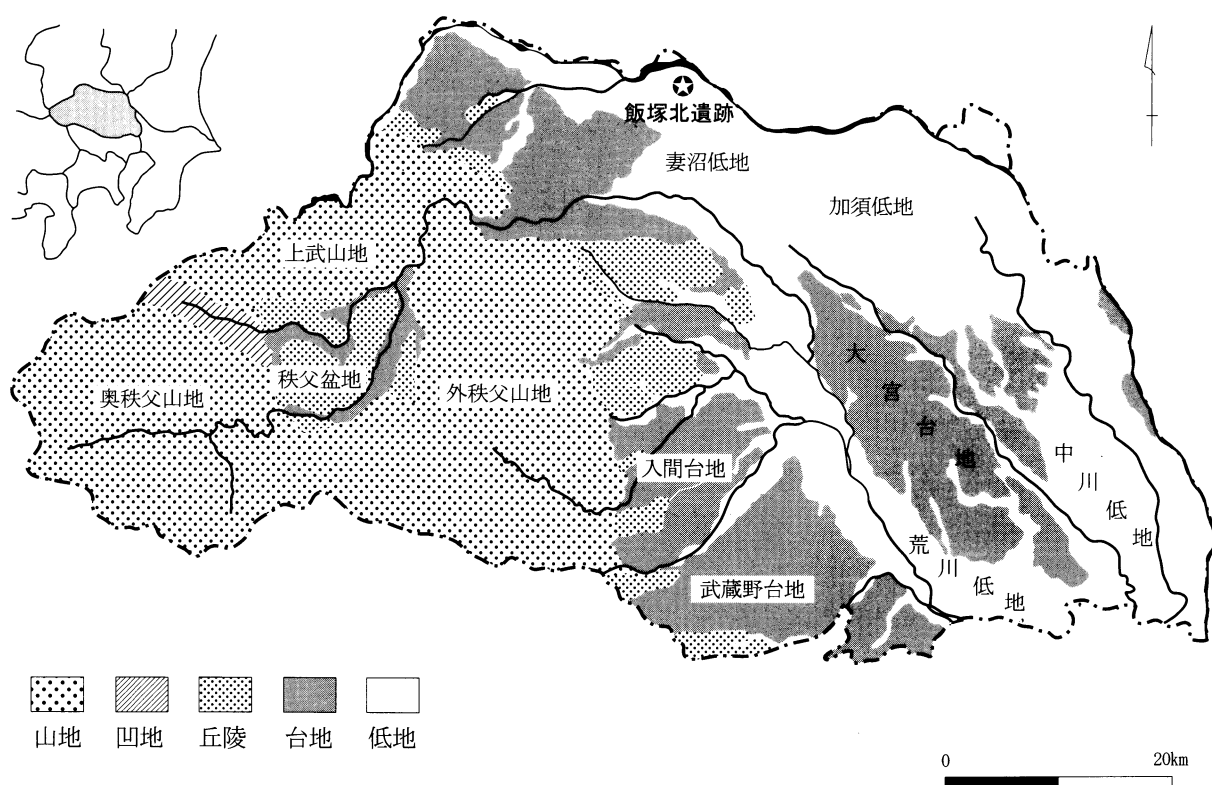 飯塚北遺跡
妻沼低地
加須低地
上武山地
秩父盆地
奥秩父山地
外秩父山地
大宮台地
入間台地
中川低地
荒川低地
武蔵野台地
山地
凹地
丘陵
台地
低地
0
20km